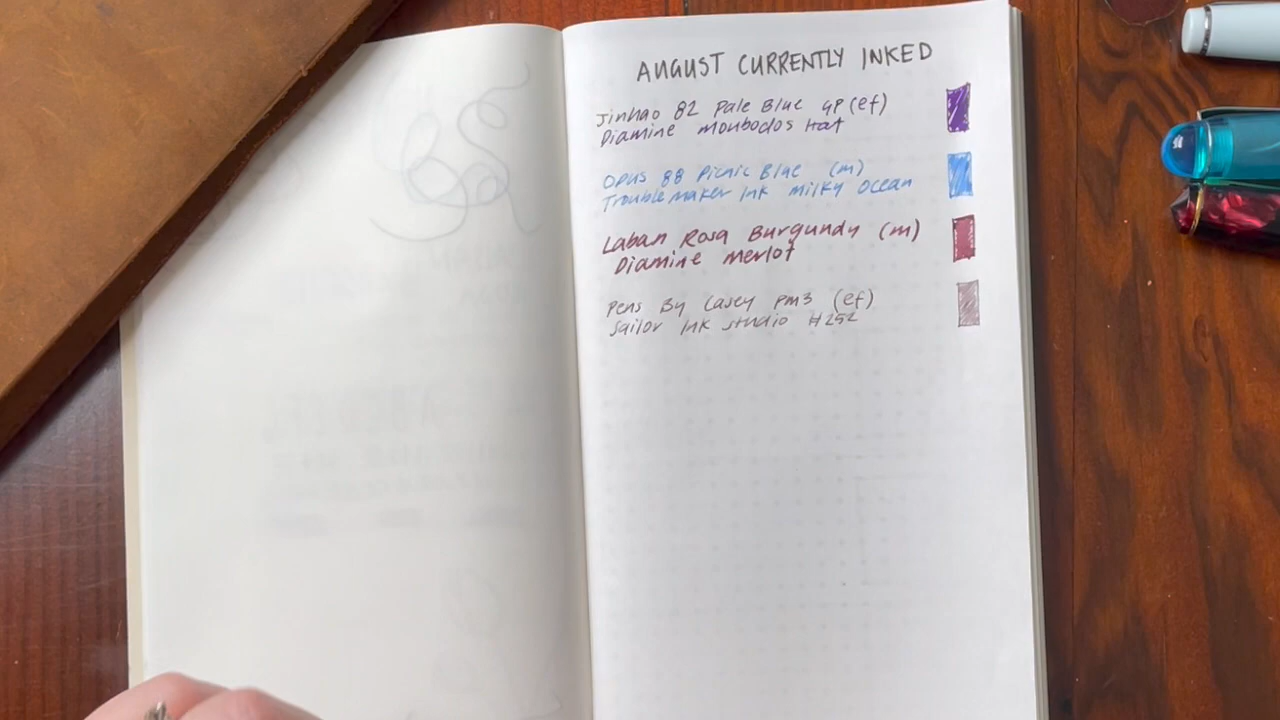 AUGUST CURRENTLY INKED
Jinhao 82 Pale Blue GP (ef)
Diamine Moubodos Hat
Opus 88 Picnic Blue (m)
Troublemaker Ink Milky Ocean
Laban Rosa Burgundy (m)
Diamine Merlot
Pens By Casey PM3 (ef)
Sailor Ink Studio #252